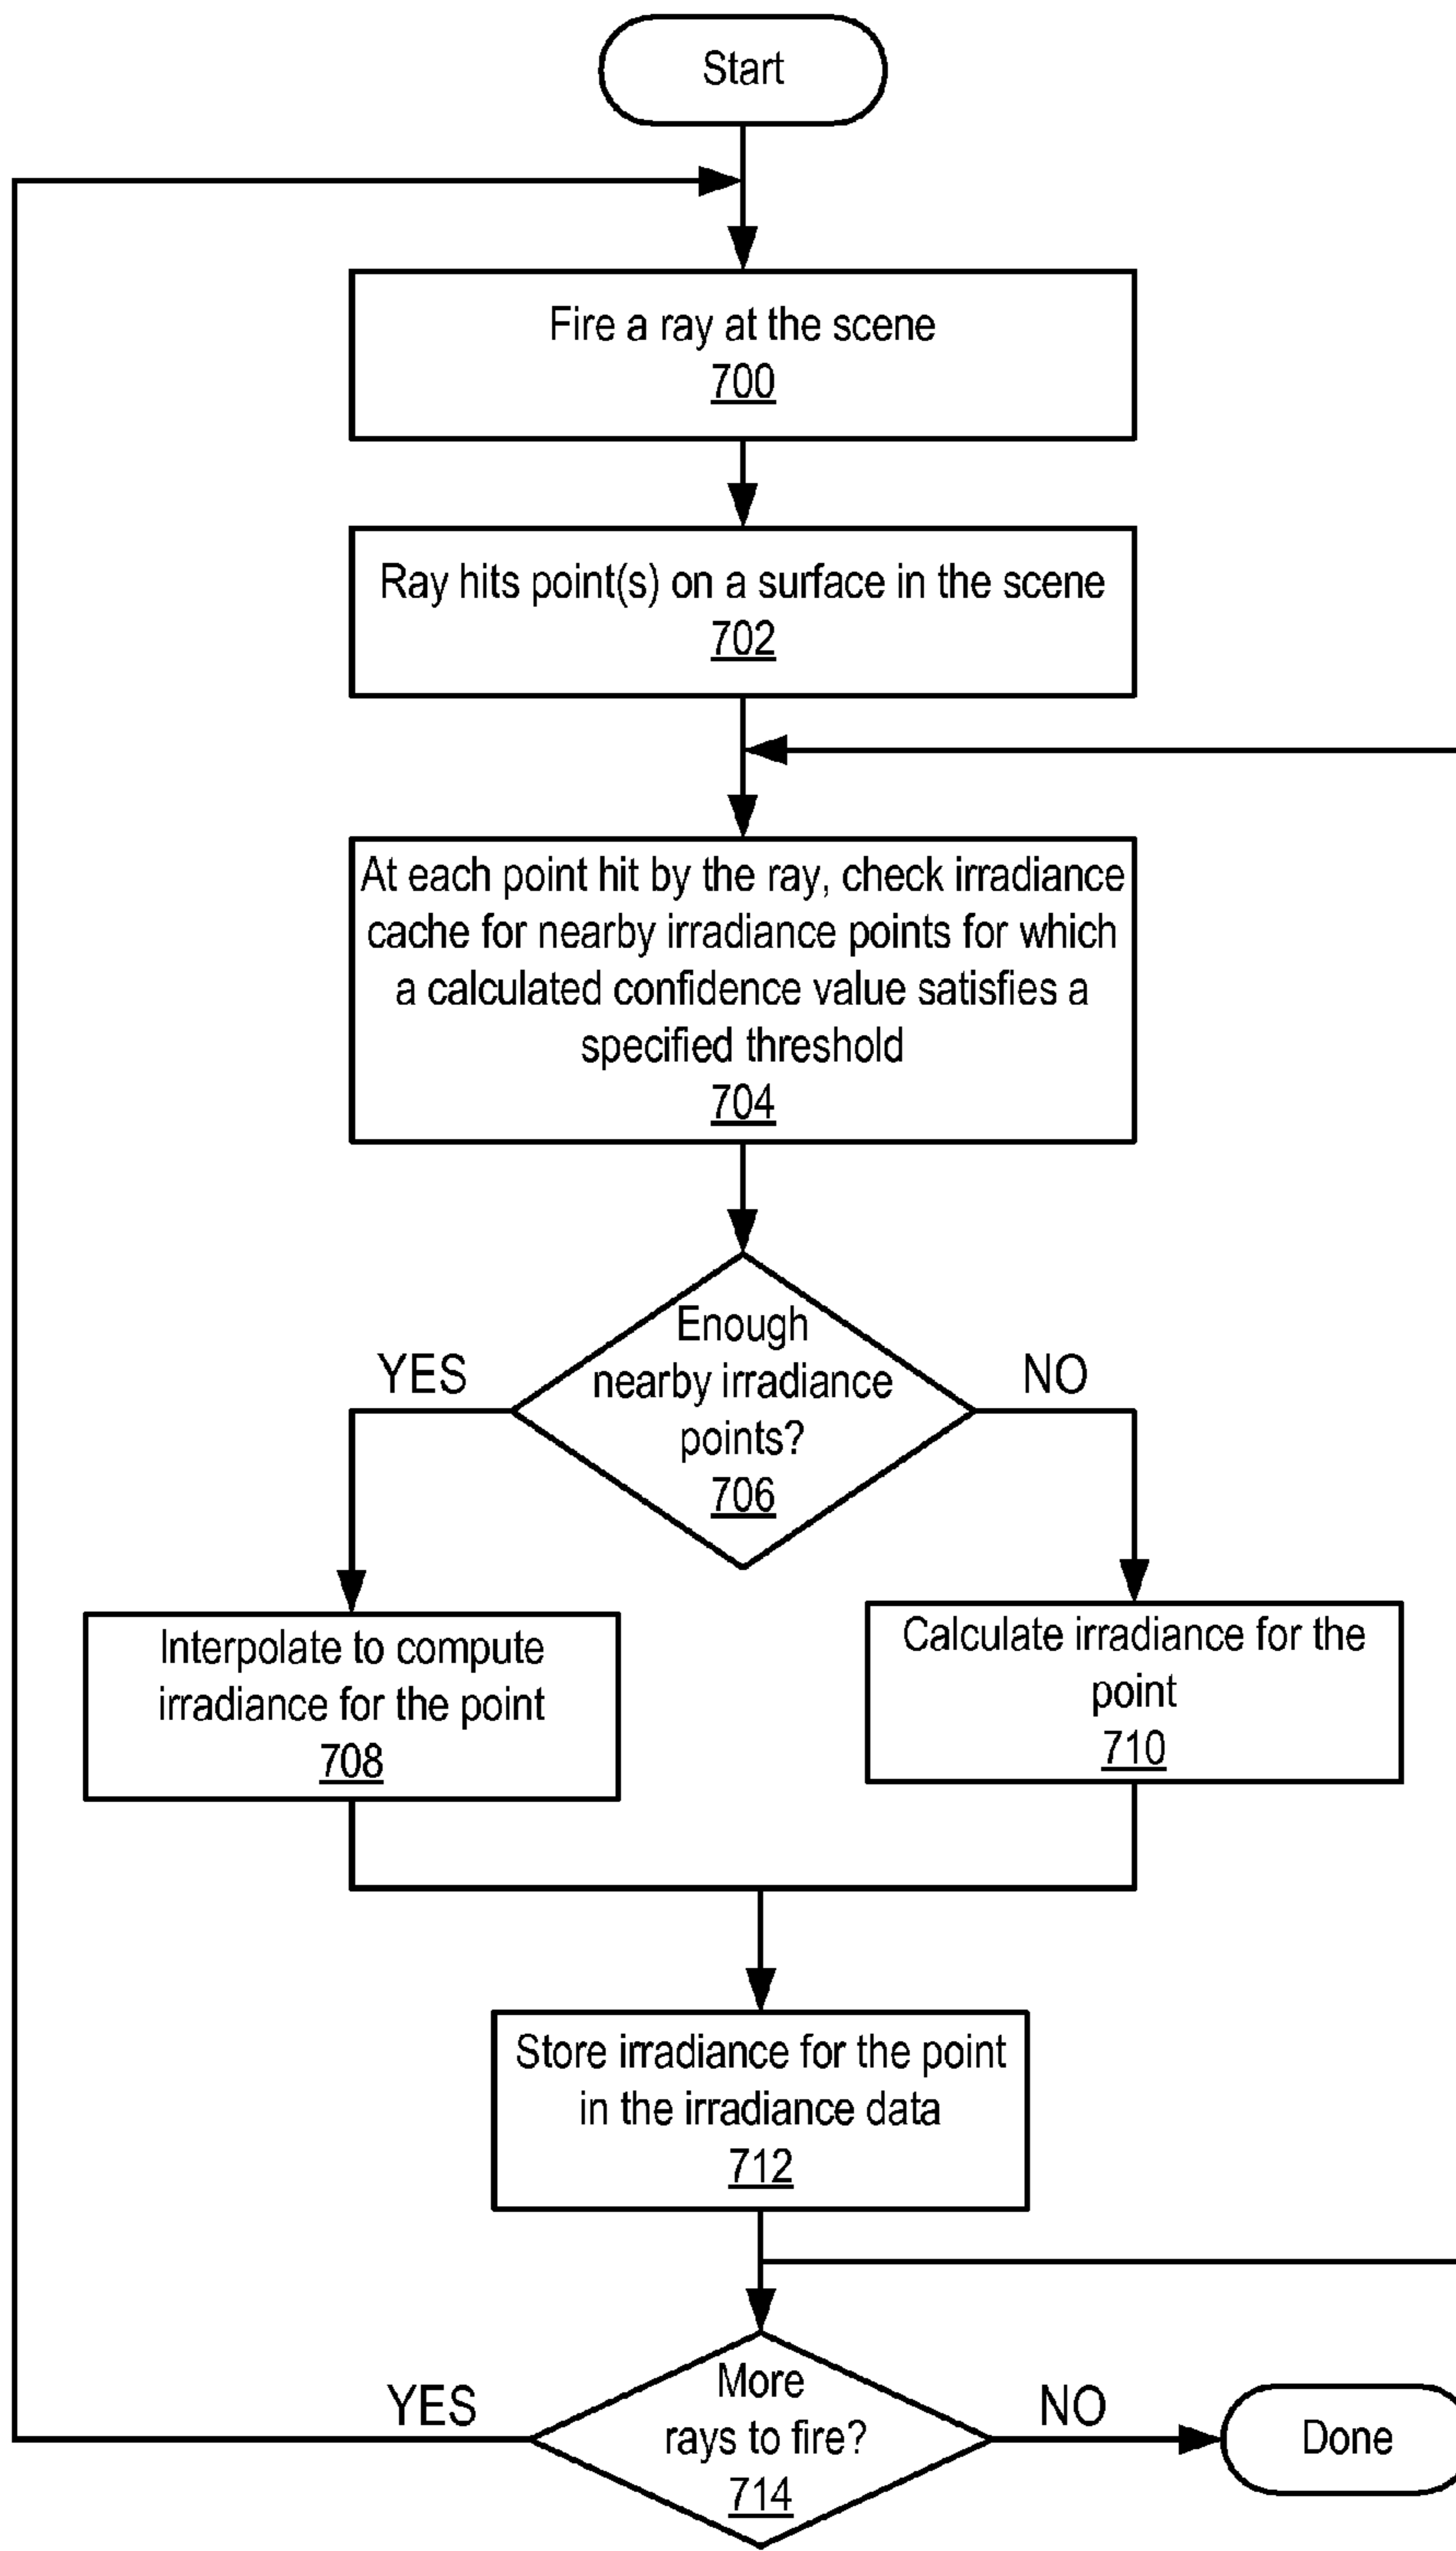 Start
Fire a ray at the scene
700
Ray hits point(s) on a surface in the scene
702
At each point hit by the ray, check irradiance
cache for nearby irradiance points for which
a calculated confidence value satisfies a
specified threshold
704
Enough
nearby irradiance
points?
706
YES
NO
Interpolate to compute
irradiance for the point
708
Calculate irradiance for the
point
710
Store irradiance for the point
in the irradiance data
712
More
rays to fire?
714
YES
NO
Done